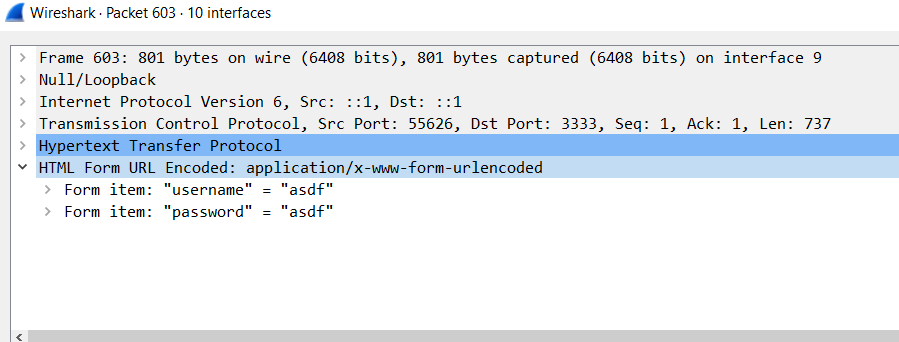 Wireshark · Packet 603 · 10 interfaces
Frame 603: 801 bytes on wire (6408 bits), 801 bytes captured (6408 bits) on interface 9
Null/Loopback
Internet Protocol Version 6, Src: ::1, Dst: ::1
Transmission Control Protocol, Src Port: 55626, Dst Port: 3333, Seq: 1, Ack: 1, Len: 737
Hypertext Transfer Protocol
HTML Form URL Encoded: application/x-www-form-urlencoded
Form item: "username" = "asdf"
Form item: "password" = "asdf"